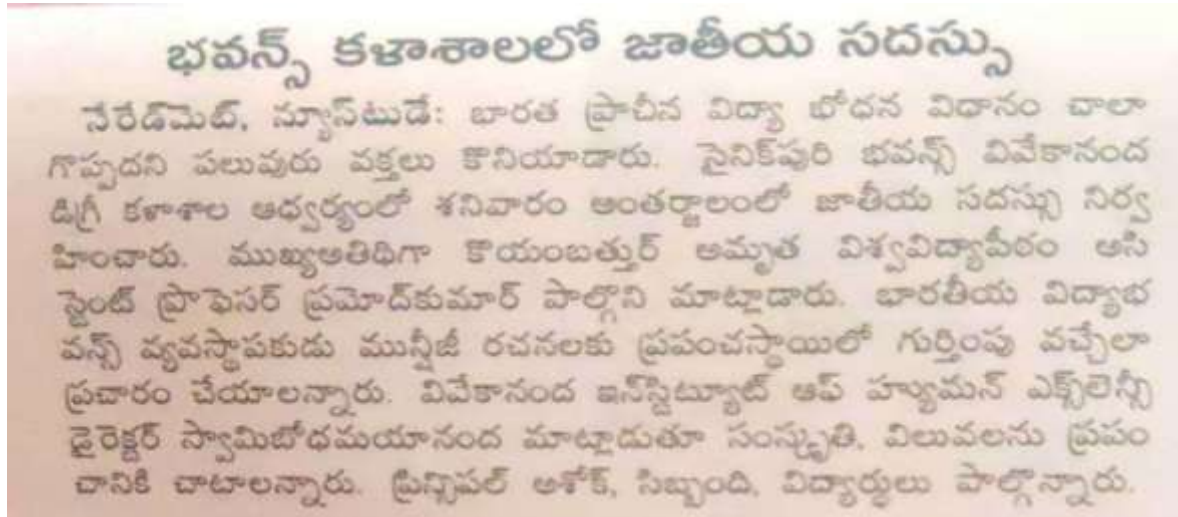 భవన్స్ కళాశాలలో జాతీయ సదస్సు
నేరేడ్‌మెట్, న్యూస్‌టుడే: బారత ప్రాచీన విద్యా భోధన విధానం చాలా
గొప్పదని పలువురు వక్తలు కొనియాడారు. సైనిక్‌పురి భవన్స్ వివేకానంద
డిగ్రీ కళాశాల ఆధ్వర్యంలో శనివారం అంతర్జాలంలో జాతీయ సదస్సు నిర్వ
హించారు. ముఖ్యఅతిథిగా కొయంబత్తుర్ అమృత విశ్వవిద్యాపీఠం అసి
స్టెంట్ ప్రొఫెసర్ ప్రమోద్‌కుమార్ పాల్గొని మాట్లాడారు. భారతీయ విద్యాభ
వన్స్ వ్యవస్థాపకుడు మున్షీజీ రచనలకు ప్రపంచస్థాయిలో గుర్తింపు వచ్చేలా
ప్రచారం చేయాలన్నారు. వివేకానంద ఇన్‌స్టిట్యూట్ ఆఫ్ హ్యుమన్ ఎక్స్‌లెన్సీ
డైరెక్టర్ స్వామిబోధమయానంద మాట్లాడుతూ సంస్కృతి, విలువలను ప్రపం
చానికి చాటాలన్నారు. ప్రిన్సిపల్ అశోక్, సిబ్బంది, విద్యార్థులు పాల్గొన్నారు.